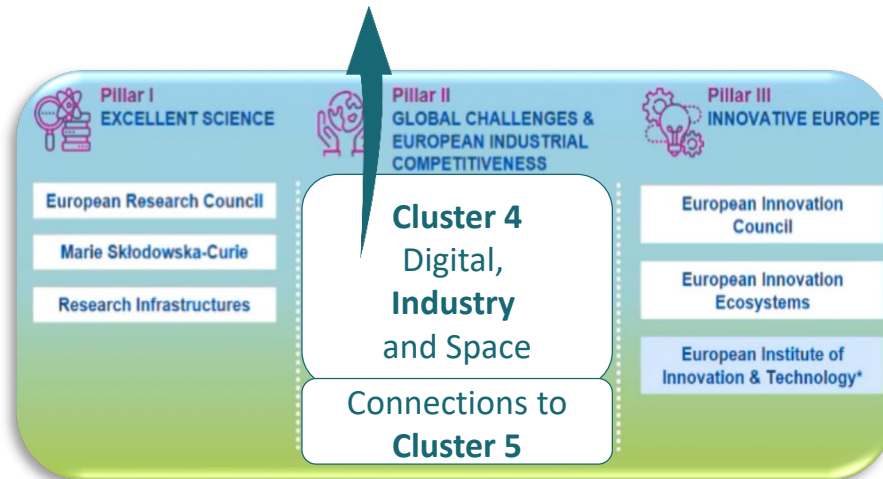 Pillar I
EXCELLENT SCIENCE
European Research Council
Marie Skłodowska-Curie
Research Infrastructures
Pillar II
GLOBAL CHALLENGES &
EUROPEAN INDUSTRIAL
COMPETITIVENESS
Cluster 4
Digital,
Industry
and Space
Connections to
Cluster 5
Pillar III
INNOVATIVE EUROPE
European Innovation
Council
European Innovation
Ecosystems
European Institute of
Innovation & Technology*